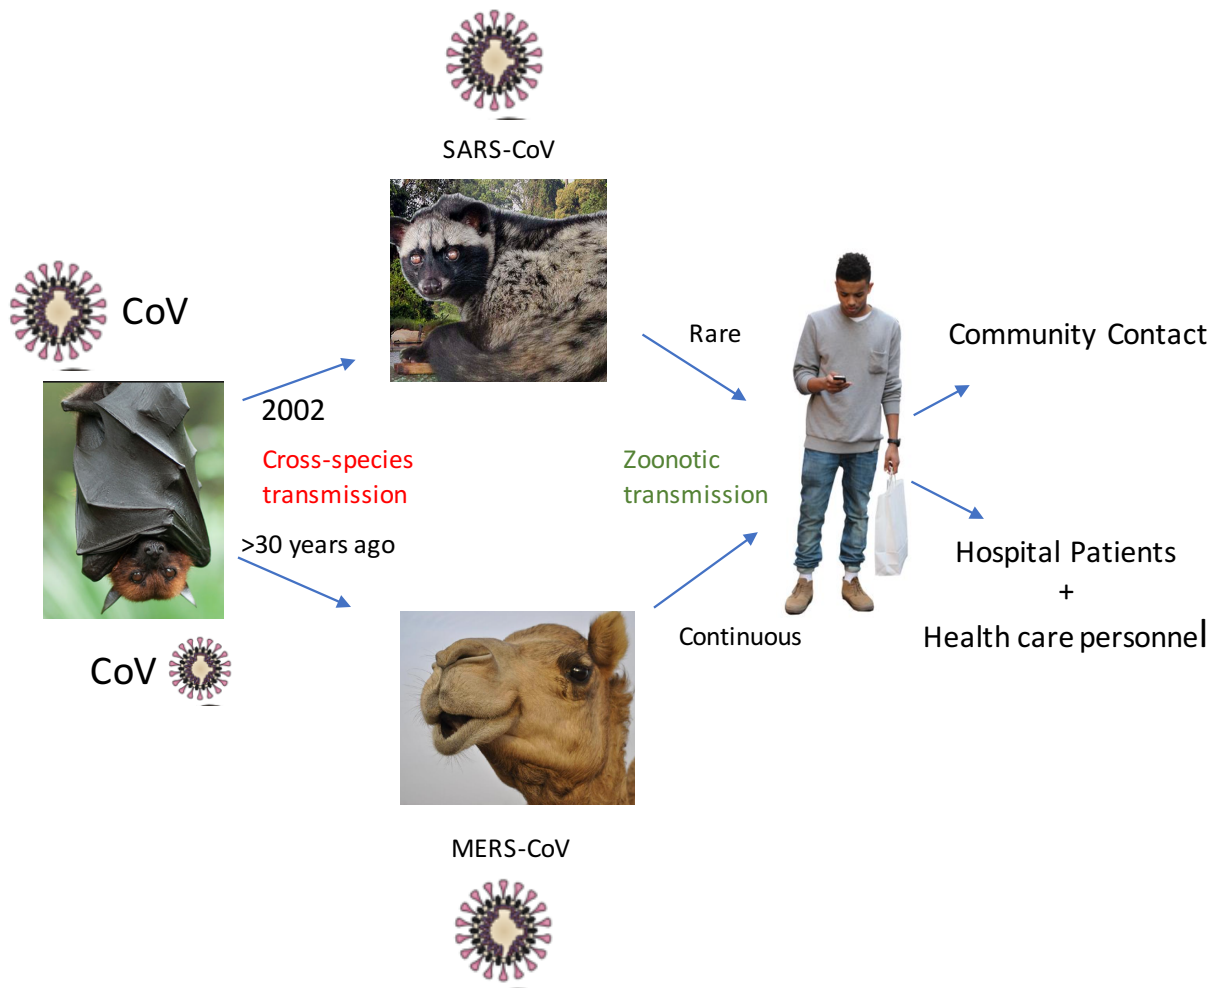 SARS-CoV
CoV
2002
Cross-species
transmission
>30 years ago
CoV
Rare
Zoonotic
transmission
Continuous
MERS-CoV
Community Contact
Hospital Patients
+
Health care personnel